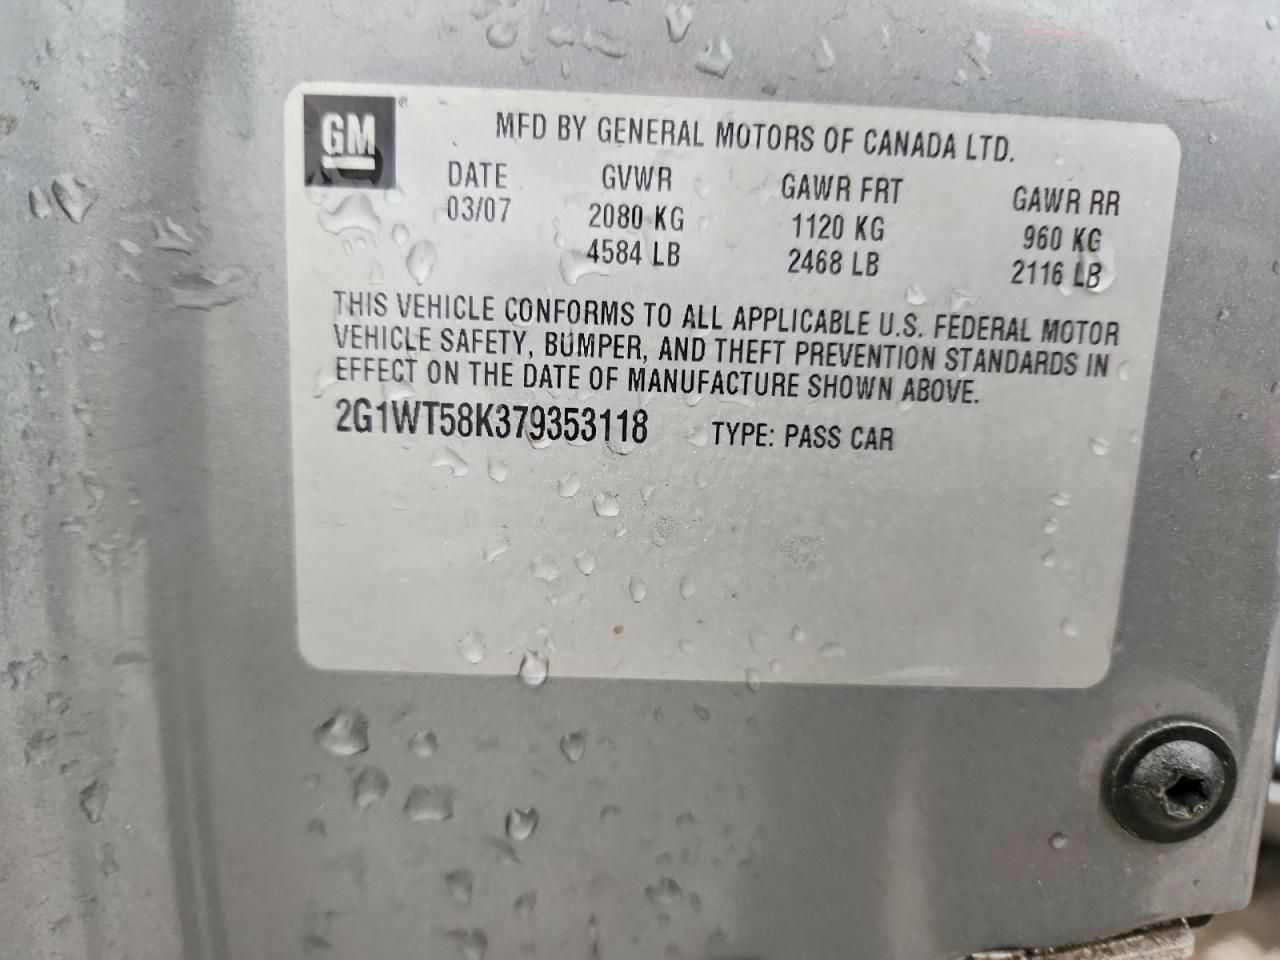 GM ®
MFD BY GENERAL MOTORS OF CANADA LTD.
DATE GVWR GAWR FRT GAWR RR
03/07 2080 KG 1120 KG 960 KG
4584 LB 2468 LB 2116 LB
THIS VEHICLE CONFORMS TO ALL APPLICABLE U.S. FEDERAL MOTOR
VEHICLE SAFETY, BUMPER, AND THEFT PREVENTION STANDARDS IN
EFFECT ON THE DATE OF MANUFACTURE SHOWN ABOVE.
2G1WT58K379353118 TYPE: PASS CAR